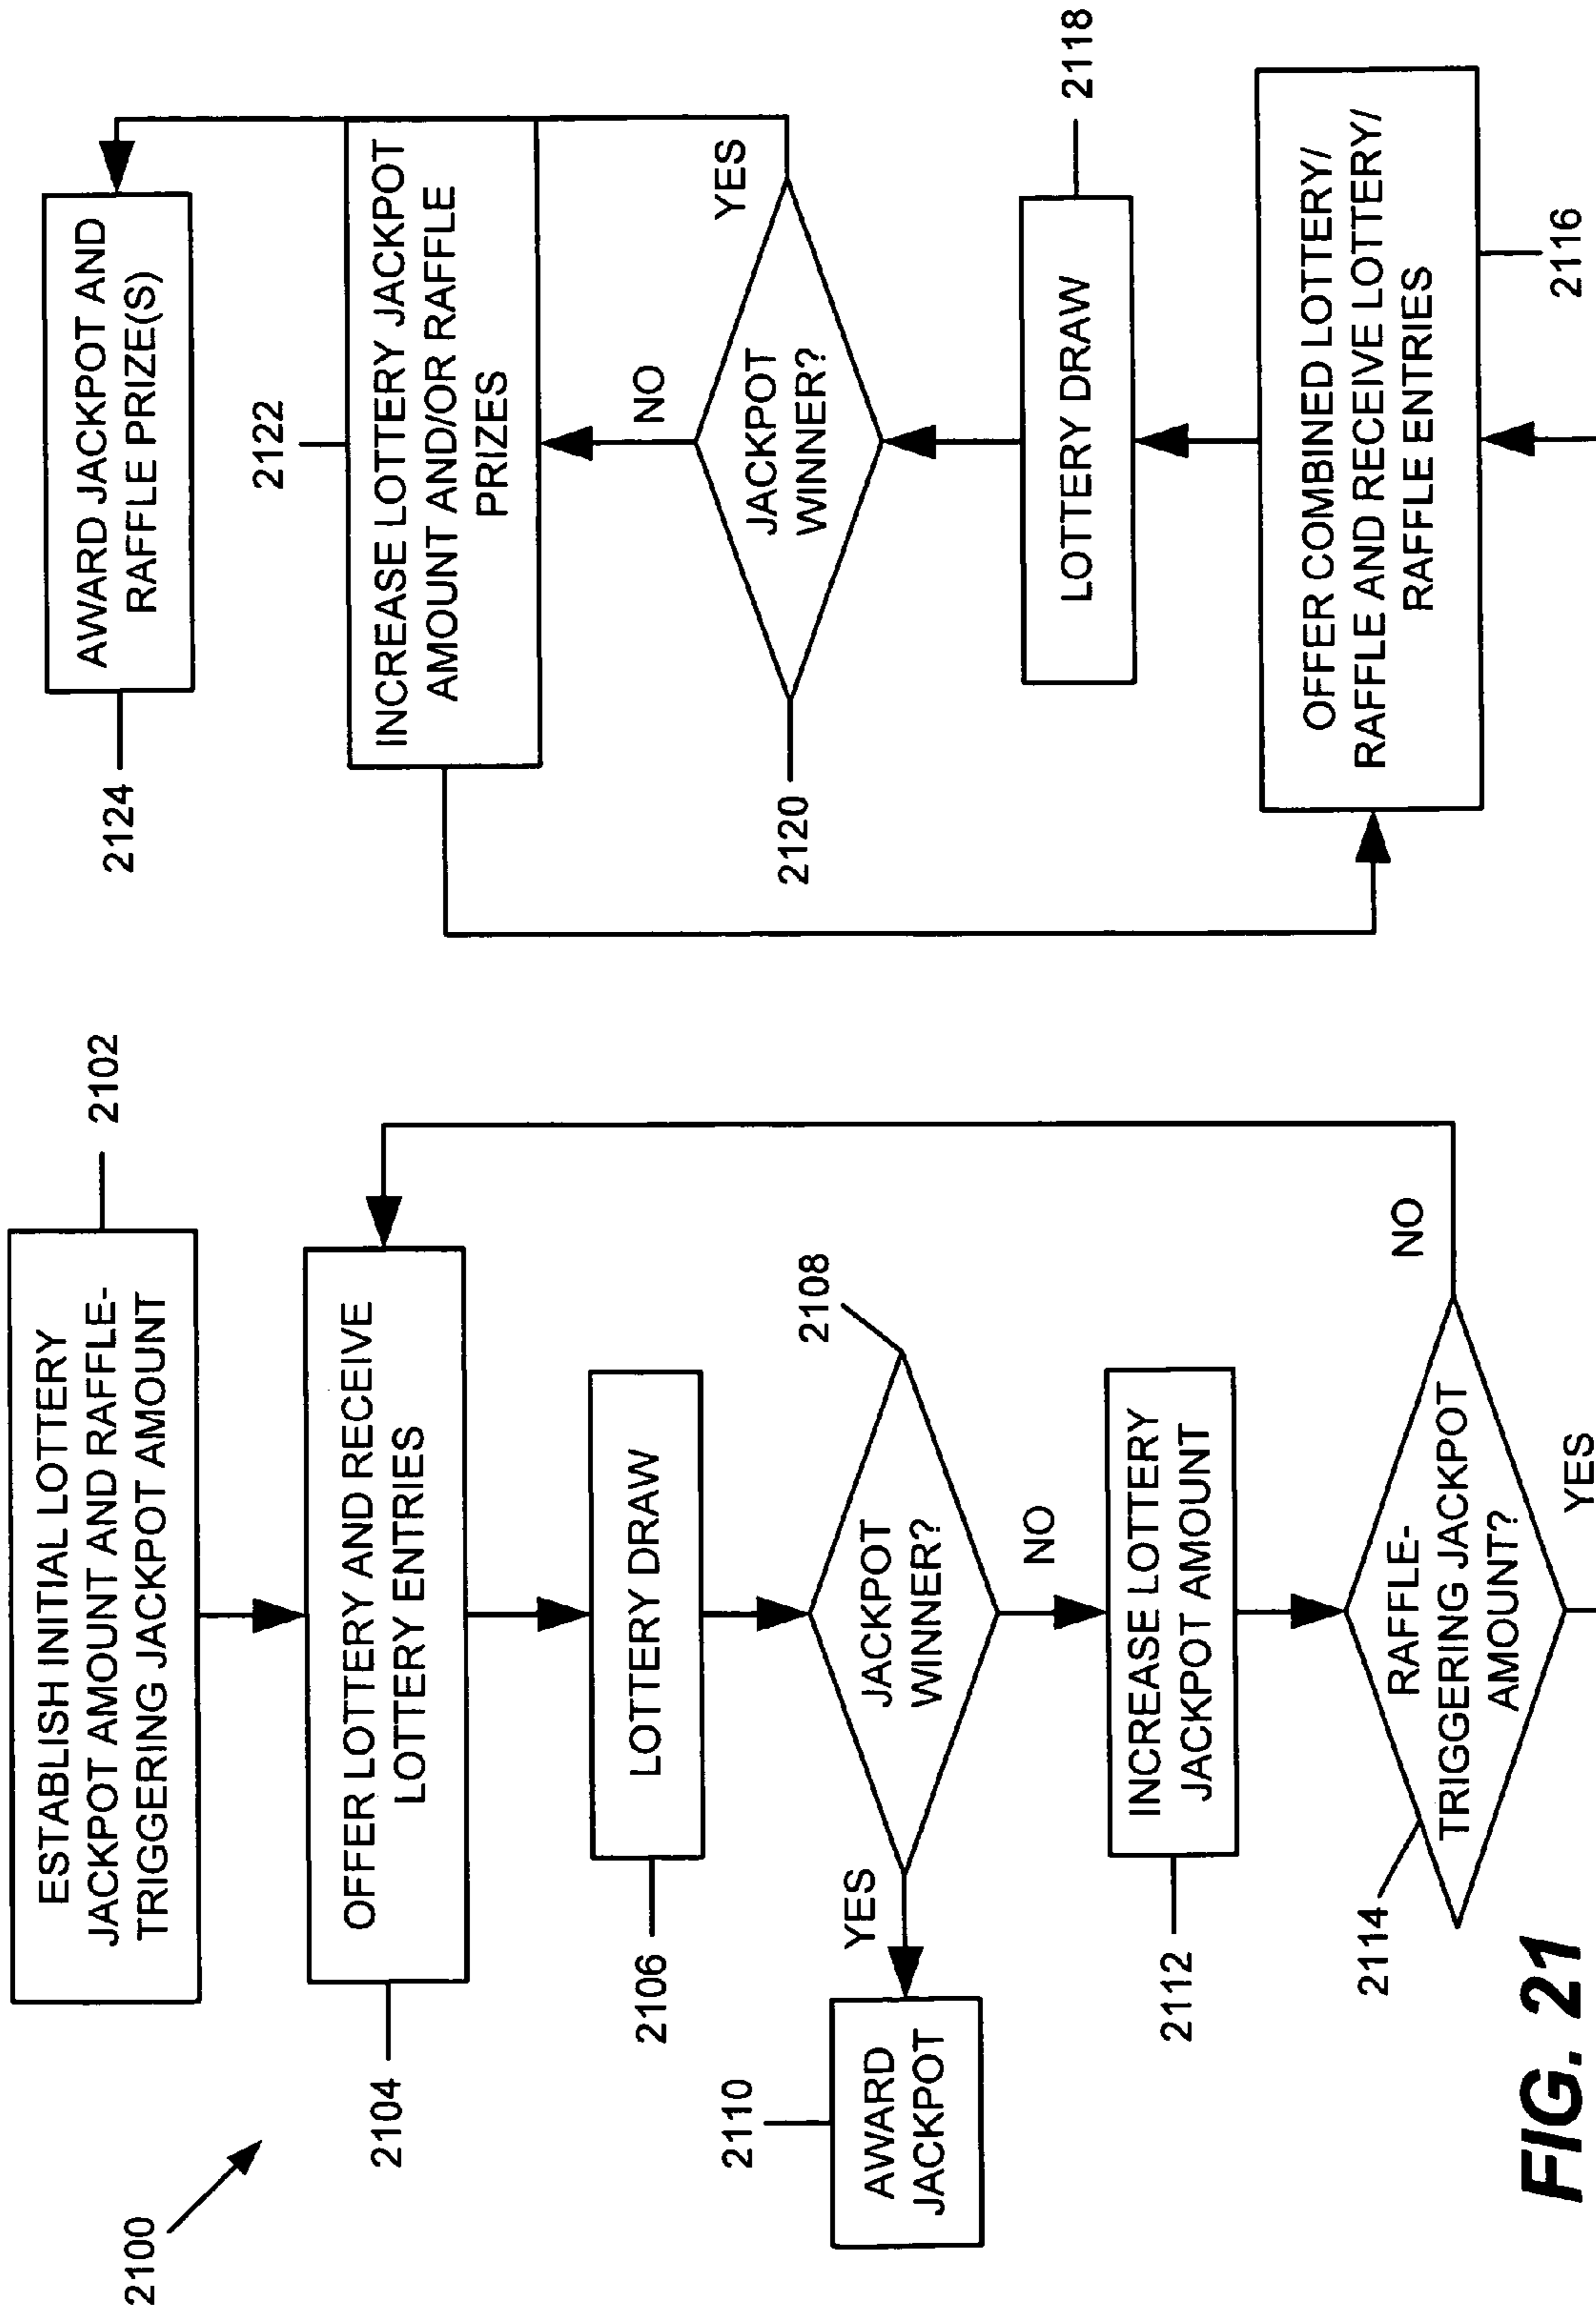 2100
ESTABLISH INITIAL LOTTERY
JACKPOT AMOUNT AND RAFFLE-
TRIGGERING JACKPOT AMOUNT
2102
OFFER LOTTERY AND RECEIVE
LOTTERY ENTRIES
2104
LOTTERY DRAW
2106
JACKPOT
WINNER?
2108
YES
AWARD
JACKPOT
2110
NO
INCREASE LOTTERY
JACKPOT AMOUNT
2112
RAFFLE-
TRIGGERING JACKPOT
AMOUNT?
2114
NO
YES
OFFER COMBINED LOTTERY/
RAFFLE AND RECEIVE LOTTERY/
RAFFLE ENTRIES
2116
LOTTERY DRAW
2118
JACKPOT
WINNER?
2120
NO
YES
INCREASE LOTTERY JACKPOT
AMOUNT AND/OR RAFFLE
PRIZES
2122
AWARD JACKPOT AND
RAFFLE PRIZE(S)
2124
FIG. 21